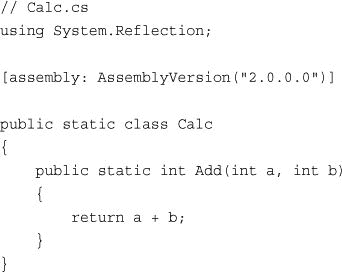 // Calc.cs
using System.Reflection;
[assembly: AssemblyVersion("2.0.0.0")]
public static class Calc
{
    public static int Add(int a, int b)
    {
        return a + b;
    }
}